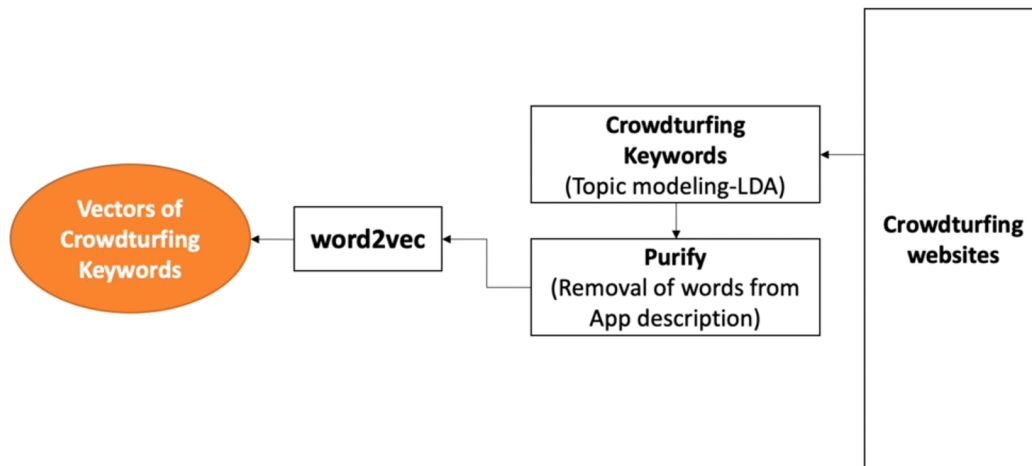 Crowdturfing
Keywords
(Topic modeling-LDA)
Vectors of
Crowdturfing
Keywords
word2vec
Purify
(Removal of words from
App description)
Crowdturfing
websites